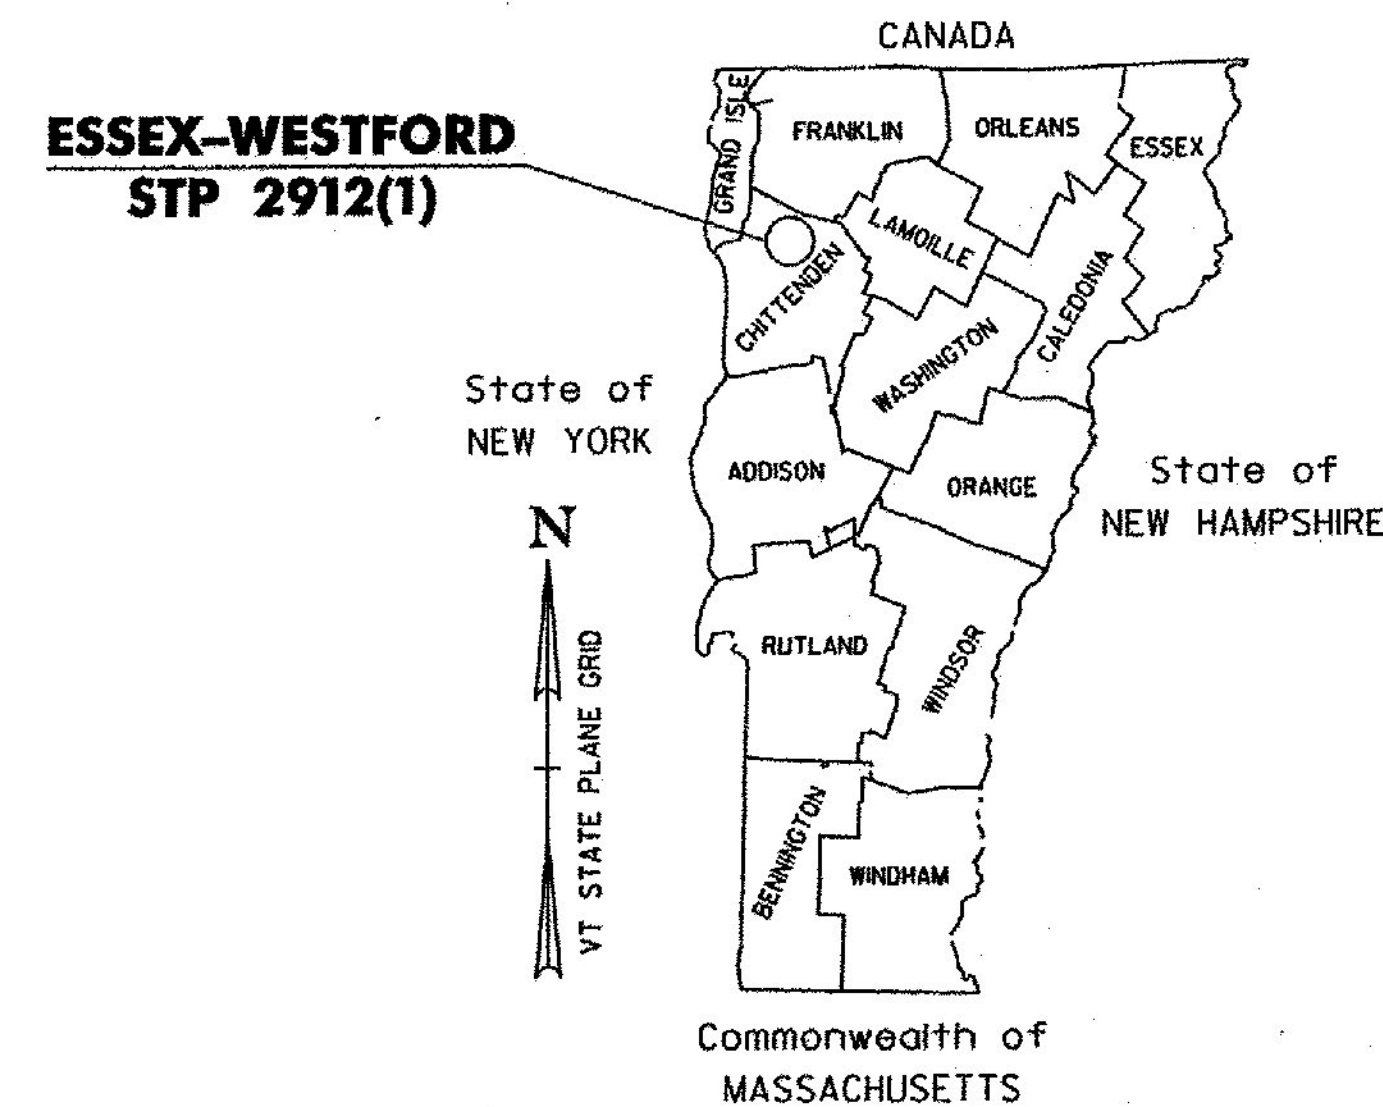 CANADA
ESSEX–WESTFORD
STP 2912(1)
GRAND ISLE
FRANKLIN
ORLEANS
ESSEX
LAMOILLE
CHITTENDEN
CALEDONIA
WASHINGTON
State of
NEW YORK
ADDISON
ORANGE
State of
NEW HAMPSHIRE
N
VT STATE PLANE GRID
RUTLAND
WINDSOR
BENNINGTON
WINDHAM
Commonwealth of
MASSACHUSETTS